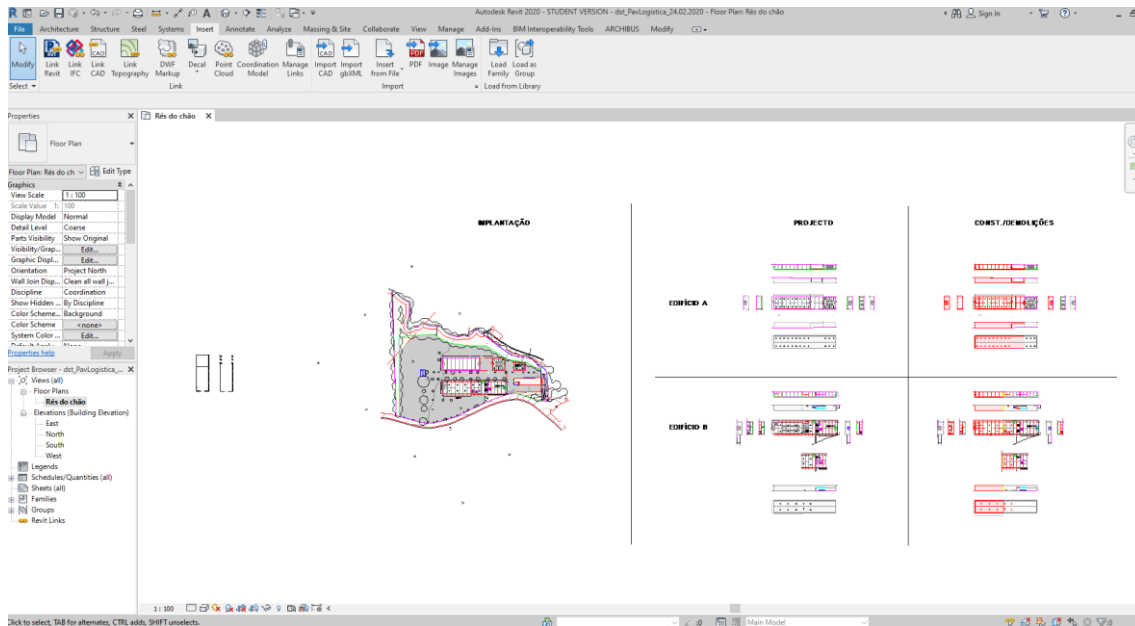 Autodesk Revit 2020 - STUDENT VERSION - dst_PavLogistica_24.02.2020 - Floor Plan: Rés do chão
Sign In
File Architecture Structure Steel Systems Insert Annotate Analyze Massing & Site Collaborate View Manage Add-Ins BIM Interoperability Tools ARCHIBUS Modify
Modify Link Link Link Link DWF Decal Point Coordination Manage Import Import Insert PDF Image Manage Load Load as
Revit IFC CAD Topography Markup Cloud Model Links CAD gbXML from File Images Family Group
Select Link Import Load from Library
Properties
Rés do chão
Floor Plan
Floor Plan: Rés do ch Edit Type
Graphics
View Scale 1 : 100
Scale Value 1: 100
Display Model Normal
Detail Level Coarse
Parts Visibility Show Original
Visibility/Grap... Edit...
Graphic Displ... Edit...
Orientation Project North
Wall Join Disp... Clean all wall j...
Discipline Coordination
Show Hidden ... By Discipline
Color Scheme... Background
Color Scheme <none>
System Color ... Edit...
Properties help Apply
Project Browser - dst_PavLogistica_...
Views (all)
Floor Plans
Rés do chão
Elevations (Building Elevation)
East
North
South
West
Legends
Schedules/Quantities (all)
Sheets (all)
Families
Groups
Revit Links
IMPLANTAÇÃO
PROJECTO
CONST./DEMOLIÇÕES
EDIFÍCIO A
EDIFÍCIO B
1 : 100
Click to select, TAB for alternates, CTRL adds, SHIFT unselects.
:0
Main Model
:0